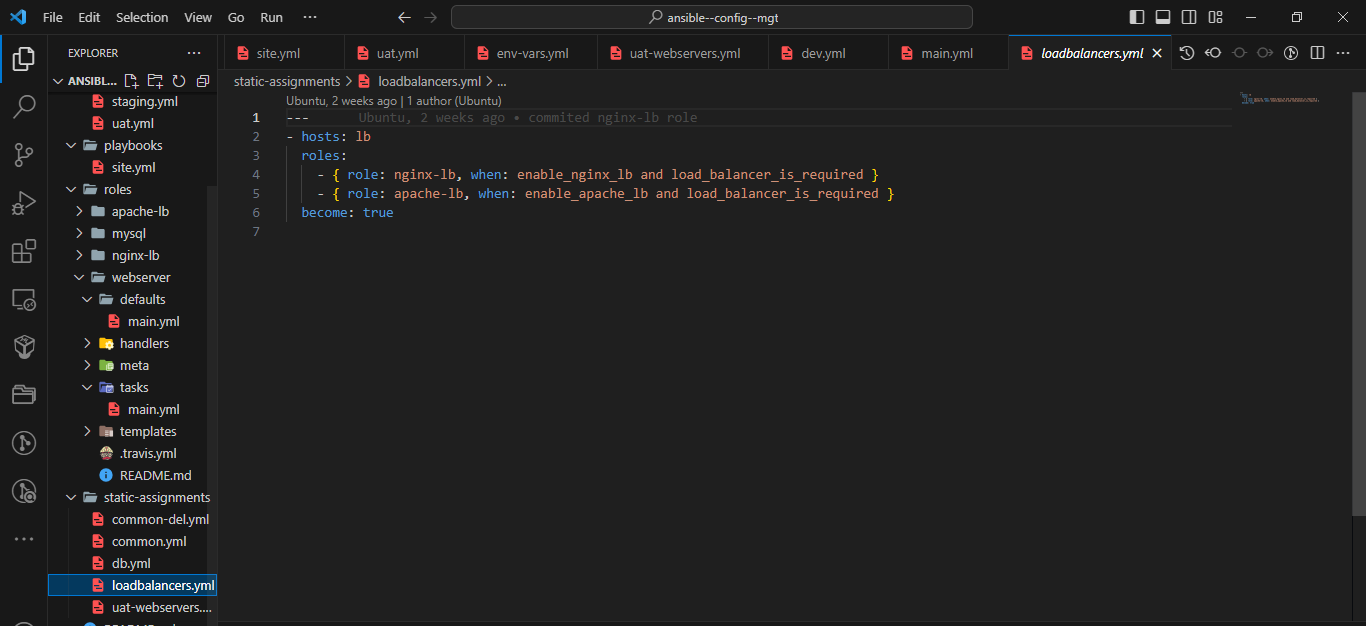 File Edit Selection View Go Run ··· ansible--config--mgt
EXPLORER ···
site.yml uat.yml env-vars.yml uat-webservers.yml dev.yml main.yml loadbalancers.yml
ANSIBL...
static-assignments > loadbalancers.yml > ...
staging.yml
uat.yml
playbooks
site.yml
roles
apache-lb
mysql
nginx-lb
webserver
defaults
main.yml
handlers
meta
tasks
main.yml
templates
.travis.yml
README.md
static-assignments
common-del.yml
common.yml
db.yml
loadbalancers.yml
uat-webservers....
Ubuntu, 2 weeks ago | 1 author (Ubuntu)
1 --- Ubuntu, 2 weeks ago • commited nginx-lb role
2 - hosts: lb
3 roles:
4 - { role: nginx-lb, when: enable_nginx_lb and load_balancer_is_required }
5 - { role: apache-lb, when: enable_apache_lb and load_balancer_is_required }
6 become: true
7